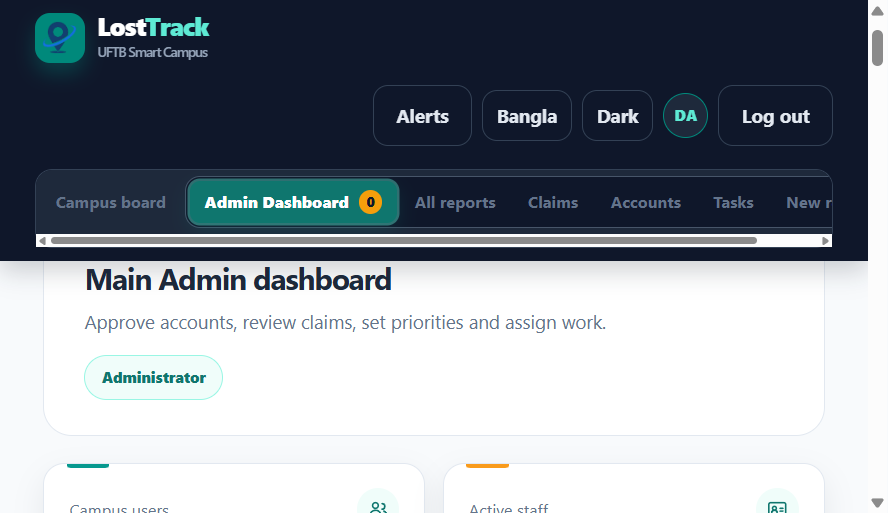 LostTrack
UFTB Smart Campus
Alerts
Bangla
Dark
DA
Log out
Campus board
Admin Dashboard 0
All reports
Claims
Accounts
Tasks
New r
Main Admin dashboard
Approve accounts, review claims, set priorities and assign work.
Administrator
Campus users
Active staff